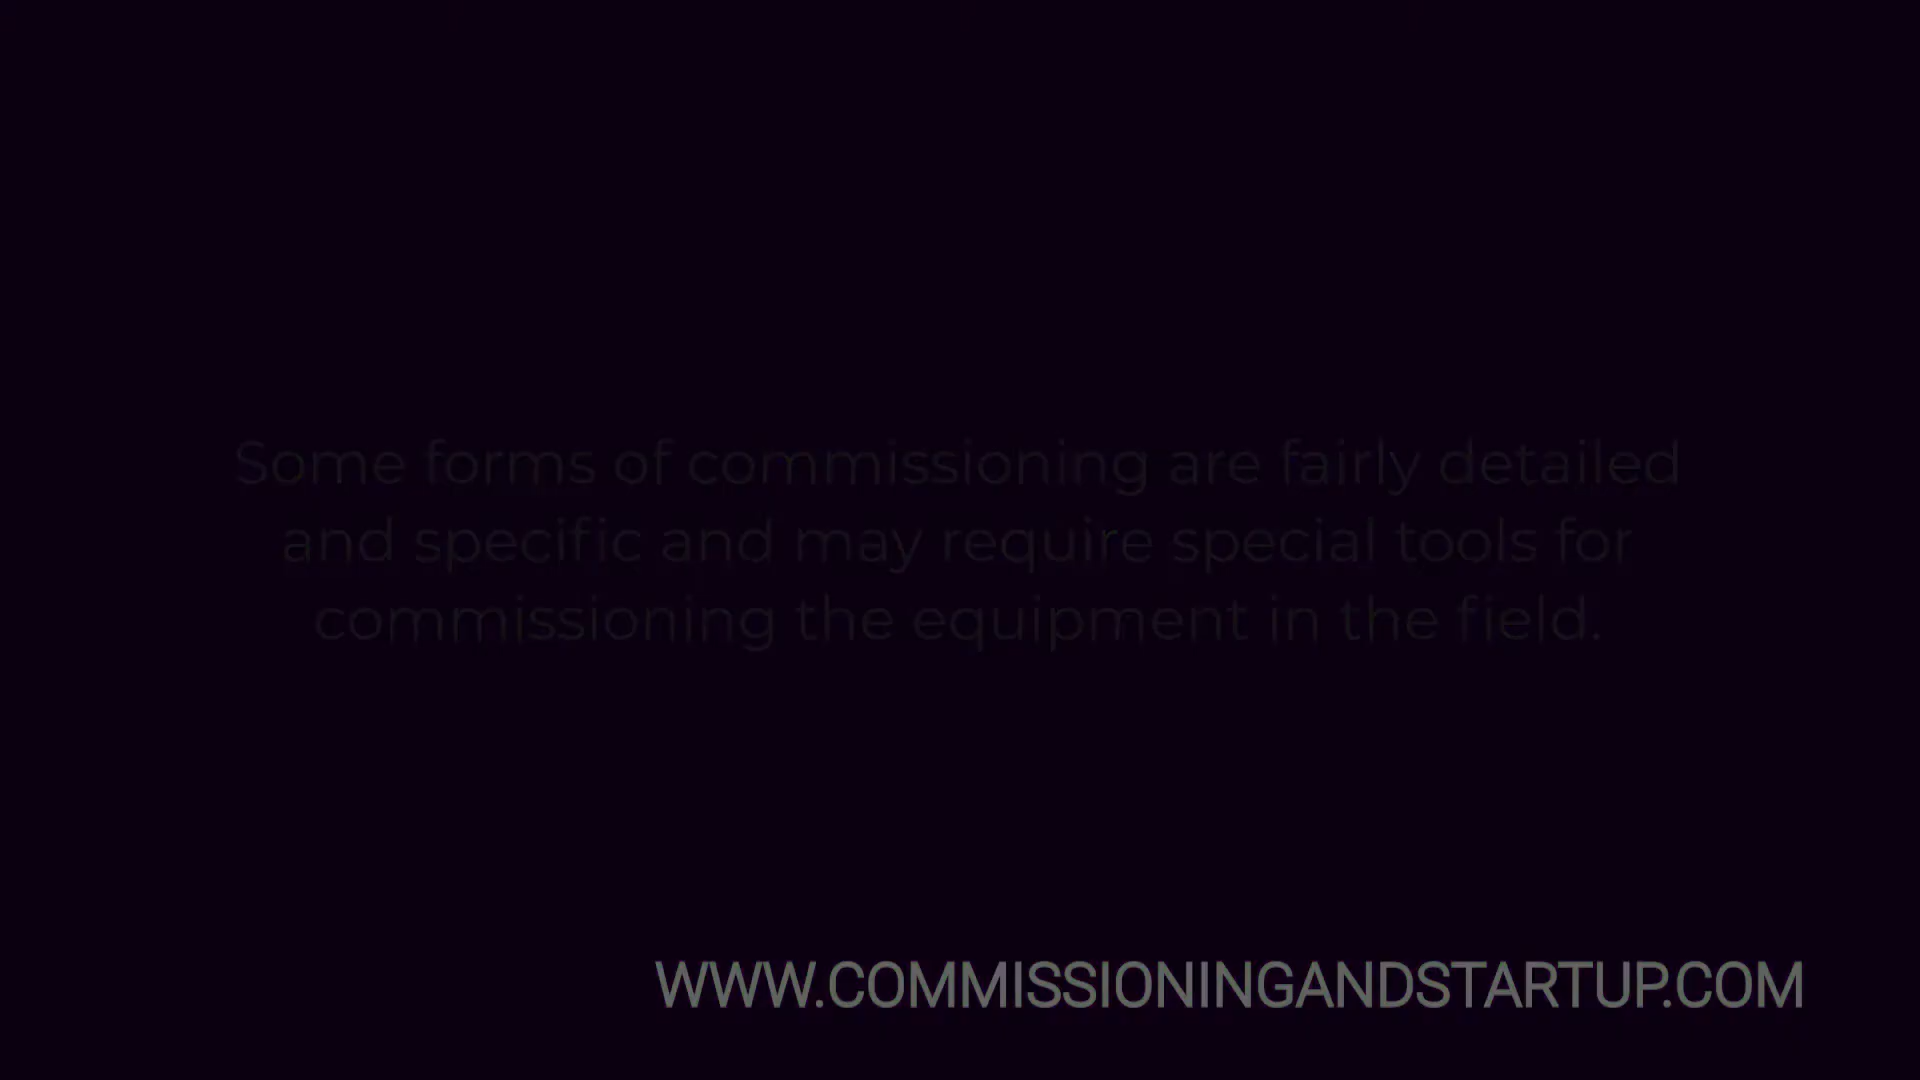 Some forms of commissioning are fairly detailed
and specific and may require special tools for
commissioning the equipment in the field.
WWW.COMMISSIONINGANDSTARTUP.COM